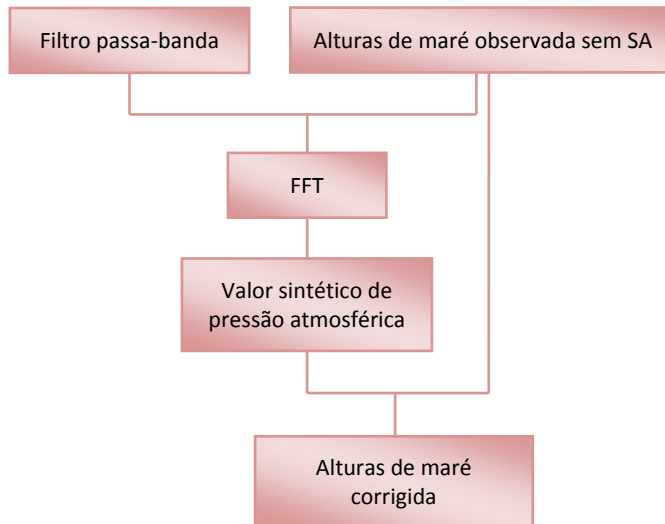 Filtro passa-banda
Alturas de maré observada sem SA
FFT
Valor sintético de
pressão atmosférica
Alturas de maré
corrigida